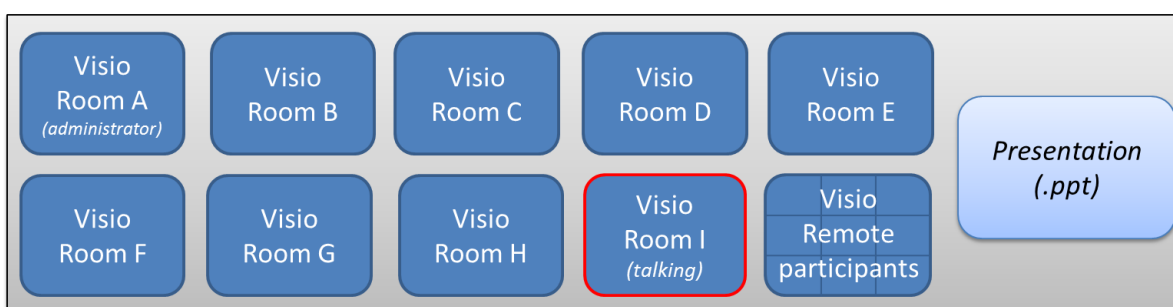 Visio
Room A
(administrator)
Visio
Room B
Visio
Room C
Visio
Room D
Visio
Room E
Presentation
(.ppt)
Visio
Room F
Visio
Room G
Visio
Room H
Visio
Room I
(talking)
Visio
Remote
participants